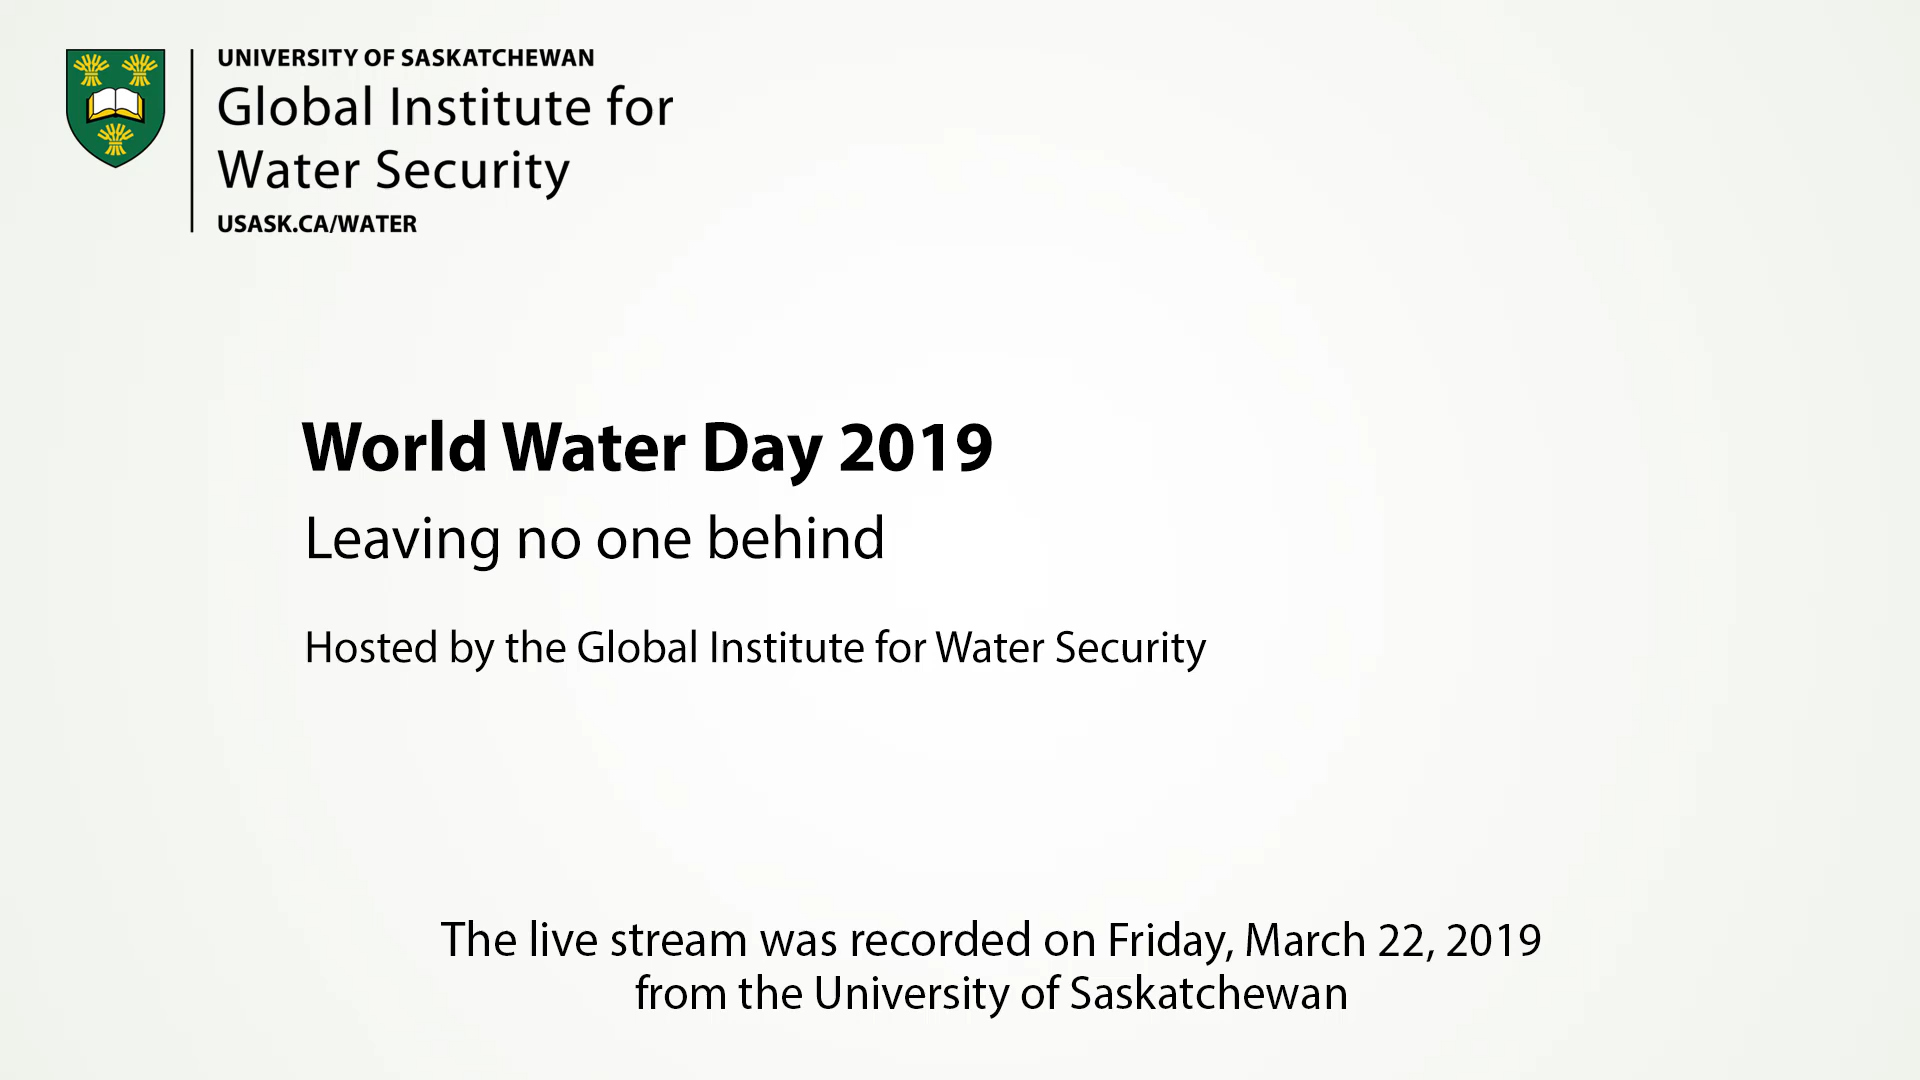 UNIVERSITY OF SASKATCHEWAN
Global Institute for
Water Security
USASK.CA/WATER
World Water Day 2019
Leaving no one behind
Hosted by the Global Institute for Water Security
The live stream was recorded on Friday, March 22, 2019
from the University of Saskatchewan